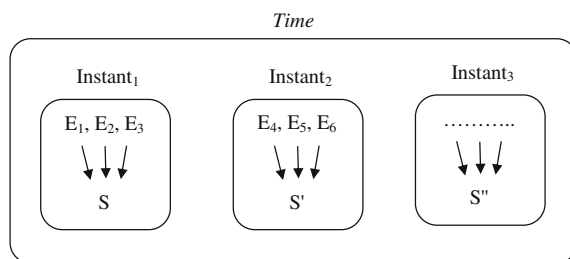 Time
Instant₁ Instant₂ Instant₃
E₁, E₂, E₃ E₄, E₅, E₆ ………..
S S' S"